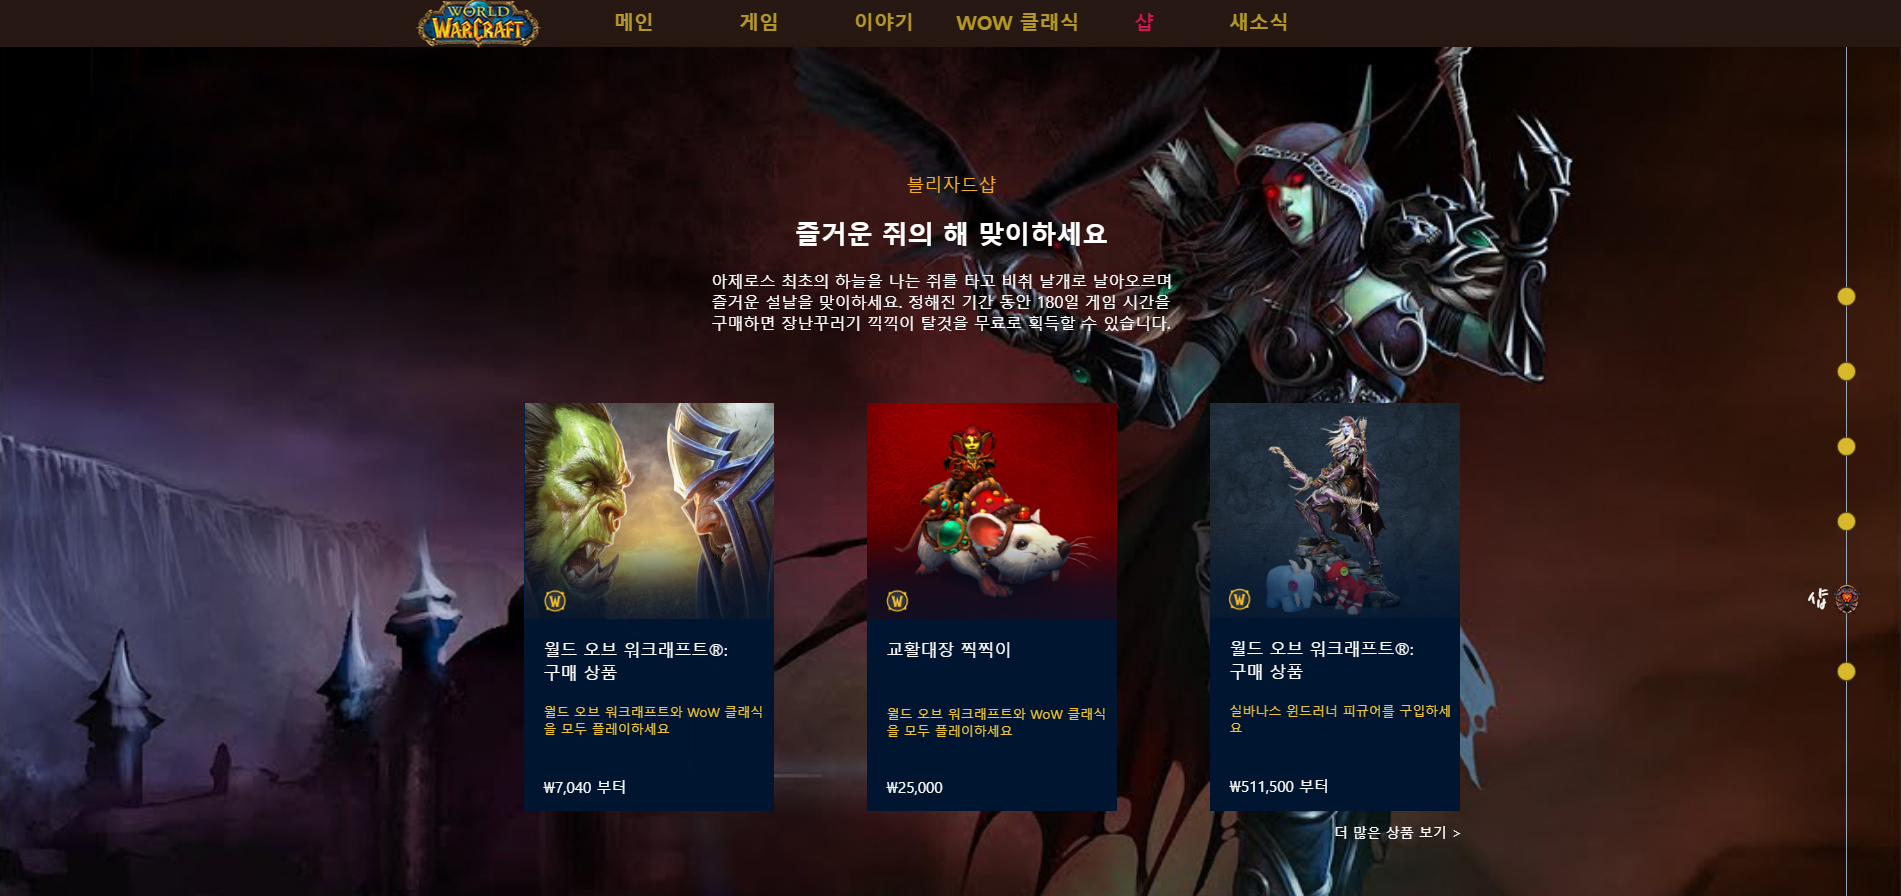 WORLD
WARCRAFT
메인
게임
이야기
WOW 클래식
샵
새소식
블리자드샵
즐거운 쥐의 해 맞이하세요
아제로스 최초의 하늘을 나는 쥐를 타고 비취 날개로 날아오르며
즐거운 설날을 맞이하세요. 정해진 기간 동안 180일 게임 시간을
구매하면 장난꾸러기 끽끽이 탈것을 무료로 획득할 수 있습니다.
W
월드 오브 워크래프트®:
구매 상품
월드 오브 워크래프트와 WoW 클래식
을 모두 플레이하세요
₩7,040 부터
W
교활대장 찍찍이
월드 오브 워크래프트와 WoW 클래식
을 모두 플레이하세요
₩25,000
W
월드 오브 워크래프트®:
구매 상품
실바나스 윈드러너 피규어를 구입하세
요
₩511,500 부터
더 많은 상품 보기 >
샵